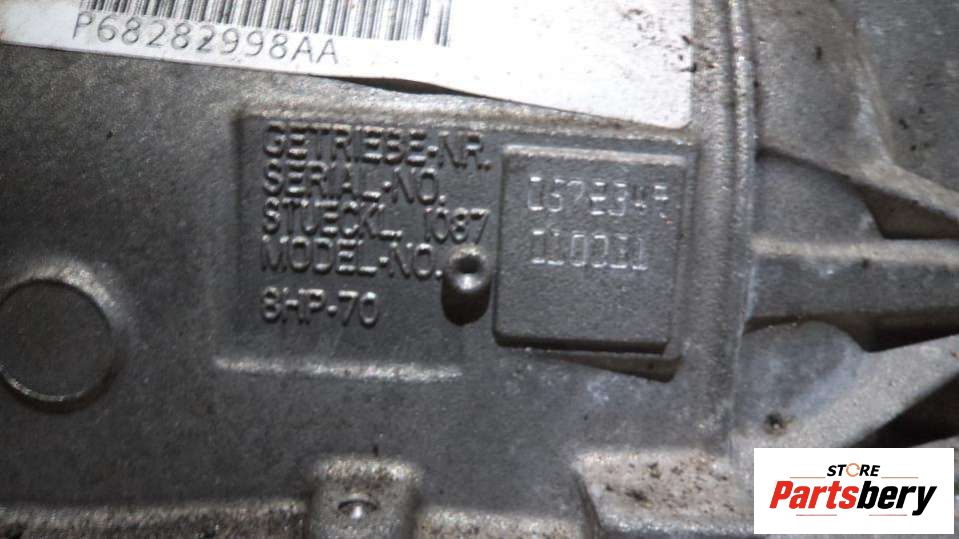 P68282998AA
GETRIEBE-NR.
SERIAL-NO.
STUECKL. 1087
MODEL-NO.
8HP-70
STORE
Partsbery